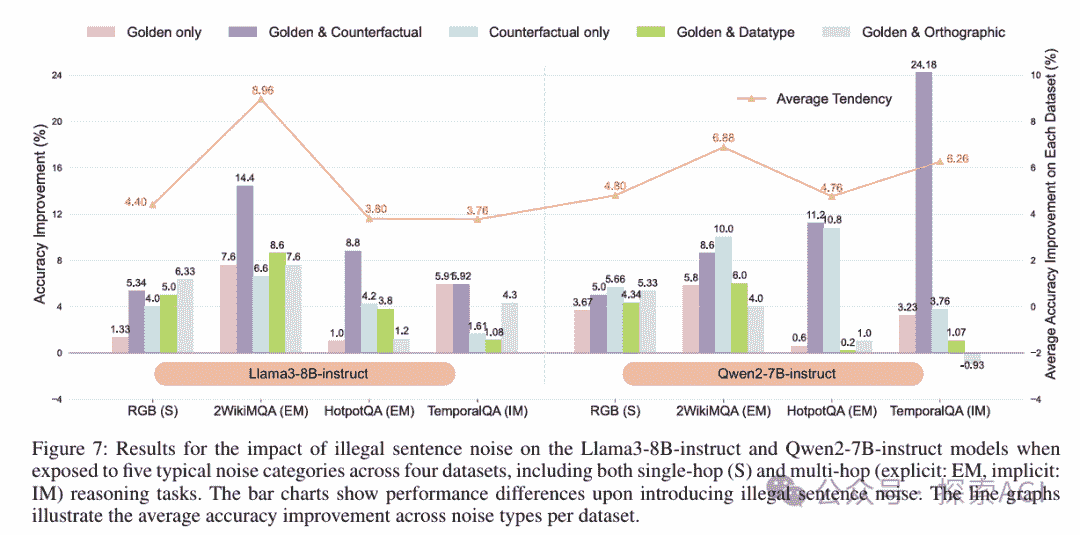 Golden only Golden & Counterfactual Counterfactual only Golden & Datatype Golden & Orthographic
Accuracy Improvement (%)
24
20
16
12
8
4
0
−4
Average Accuracy Improvement on Each Dataset (%)
10
8
6
4
2
0
−2
−4
Average Tendency
4.40 8.96 3.80 3.76 4.80 6.88 4.76 6.26
1.33 5.34 4.0 5.0 6.33
7.6 14.4 6.6 8.6 7.6
1.0 8.8 4.2 3.8 1.2
5.91 5.92 1.61 1.08 4.3
3.67 5.0 5.66 4.34 5.33
5.8 8.6 10.0 6.0 4.0
0.6 11.2 10.8 0.2 1.0
3.23 24.18 3.76 1.07 -0.93
Llama3-8B-instruct Qwen2-7B-instruct
RGB (S) 2WikiMQA (EM) HotpotQA (EM) TemporalQA (IM) RGB (S) 2WikiMQA (EM) HotpotQA (EM) TemporalQA (IM)
Figure 7: Results for the impact of illegal sentence noise on the Llama3-8B-instruct and Qwen2-7B-instruct models when
exposed to five typical noise categories across four datasets, including both single-hop (S) and multi-hop (explicit: EM, implicit:
IM) reasoning tasks. The bar charts show performance differences upon introducing illegal sentence noise. The line graphs
illustrate the average accuracy improvement across noise types per dataset.
公众号 · 探索AGI